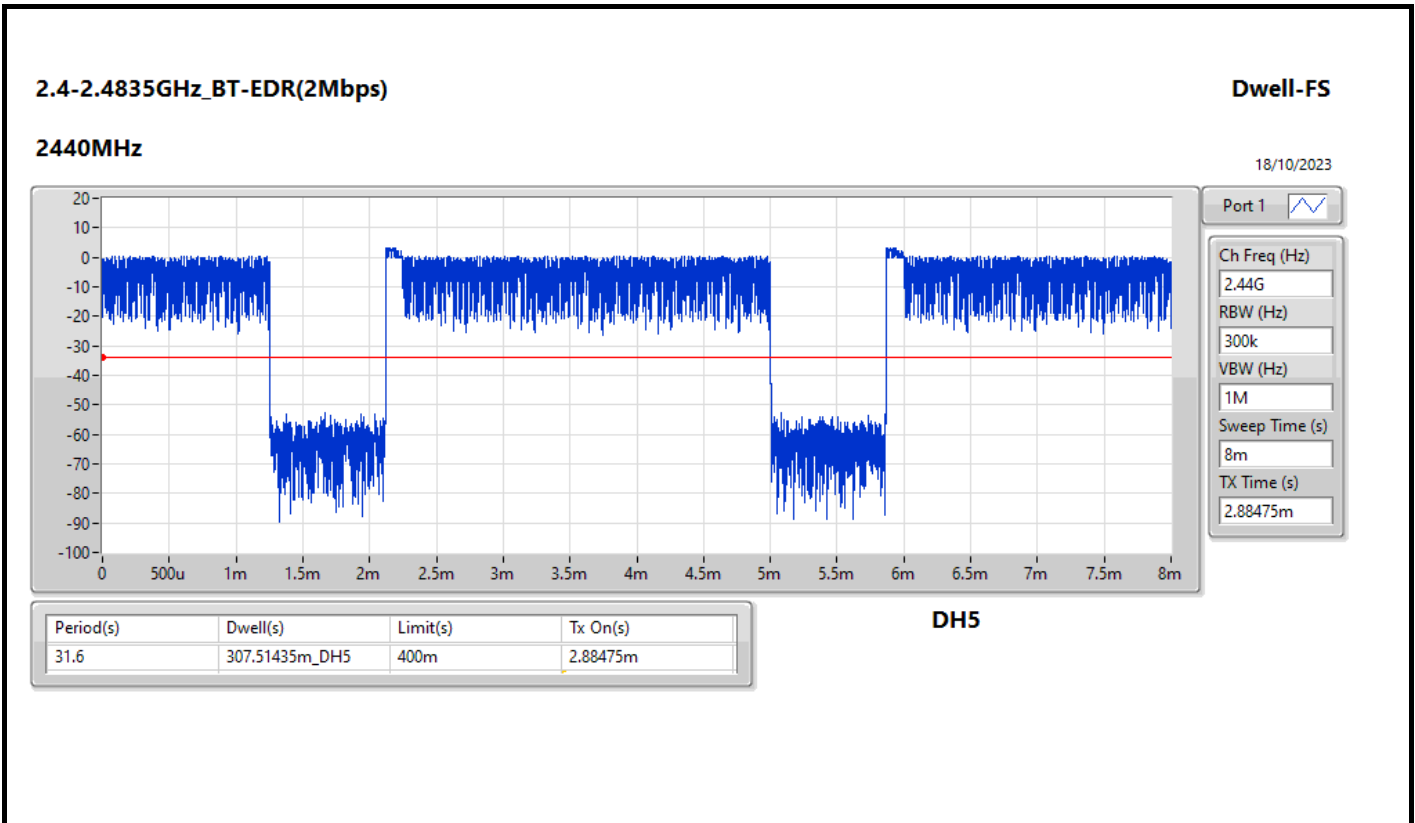 2.4-2.4835GHz_BT-EDR(2Mbps) Dwell-FS
2440MHz
18/10/2023
Port 1
20
10
0
-10
-20
-30
-40
-50
-60
-70
-80
-90
-100
0 500u 1m 1.5m 2m 2.5m 3m 3.5m 4m 4.5m 5m 5.5m 6m 6.5m 7m 7.5m 8m
Ch Freq (Hz)
2.44G
RBW (Hz)
300k
VBW (Hz)
1M
Sweep Time (s)
8m
TX Time (s)
2.88475m
DH5
Period(s) Dwell(s) Limit(s) Tx On(s)
31.6 307.51435m_DH5 400m 2.88475m